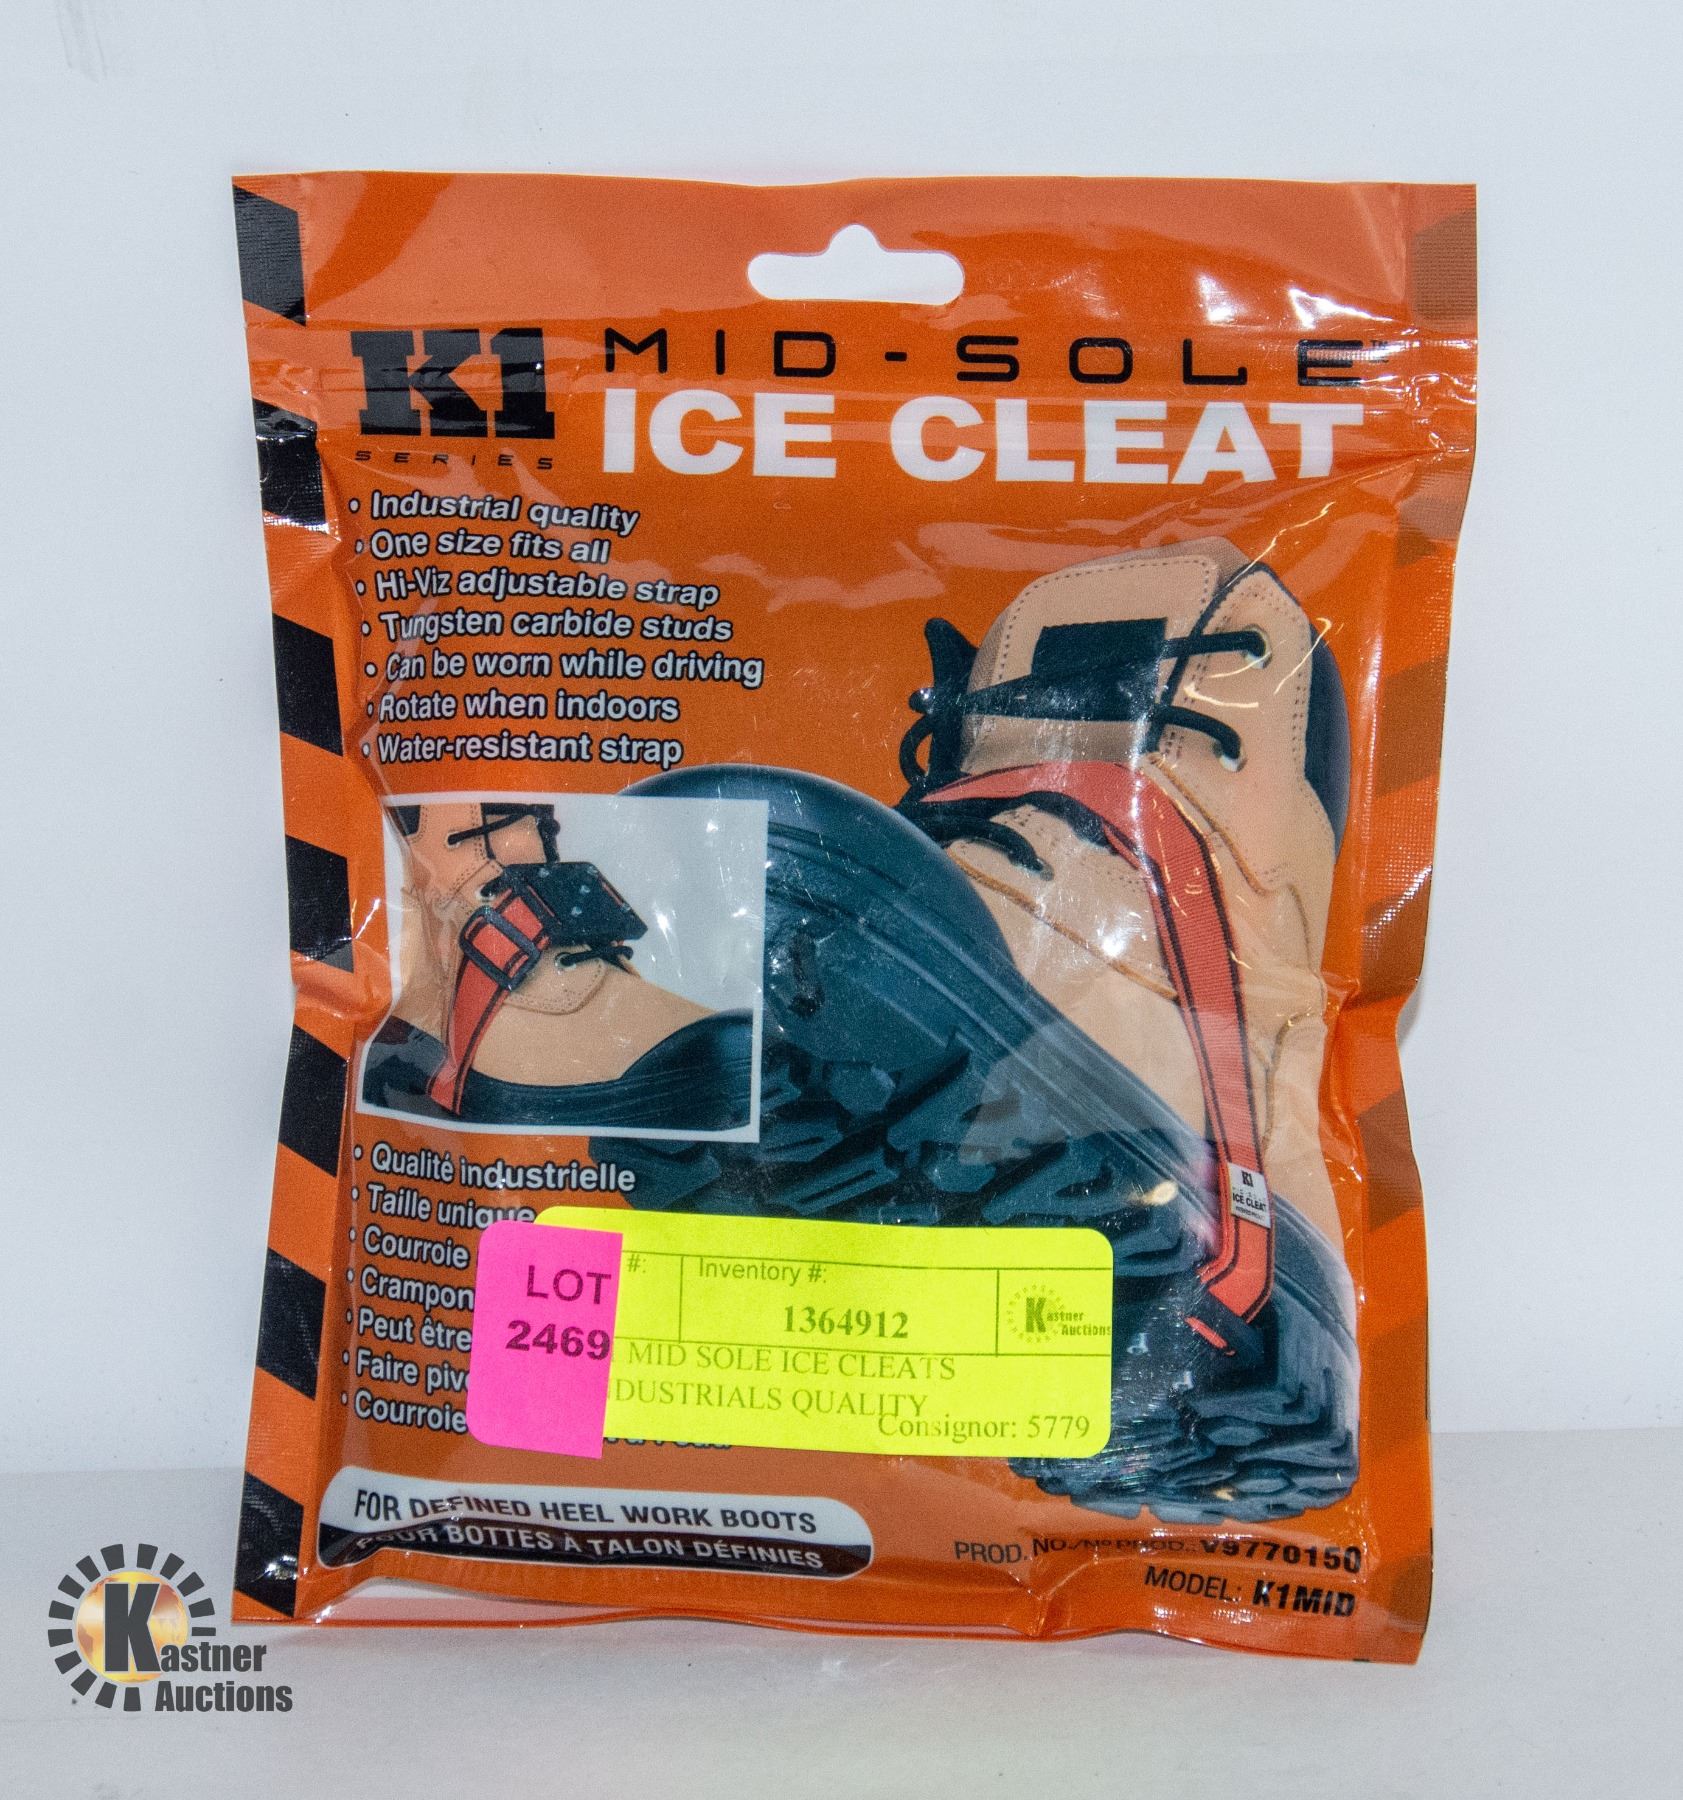 K1
SERIES
MID-SOLE™
ICE CLEAT
• Industrial quality
• One size fits all
• Hi-Viz adjustable strap
• Tungsten carbide studs
• Can be worn while driving
• Rotate when indoors
• Water-resistant strap
K1
MID-SOLE
ICE CLEAT
• Qualité industrielle
• Taille unique
• Courroie
• Crampon
• Peut être
• Faire piv
• Courroie
LOT
2469
#:
Inventory #:
1364912
Kastner
Auctions
MID SOLE ICE CLEATS
NDUSTRIALS QUALITY
Consignor: 5779
FOR DEFINED HEEL WORK BOOTS
POUR BOTTES À TALON DÉFINIES
PROD. NO./Nº PROD.: V9770150
MODEL: K1MID
Kastner
Auctions